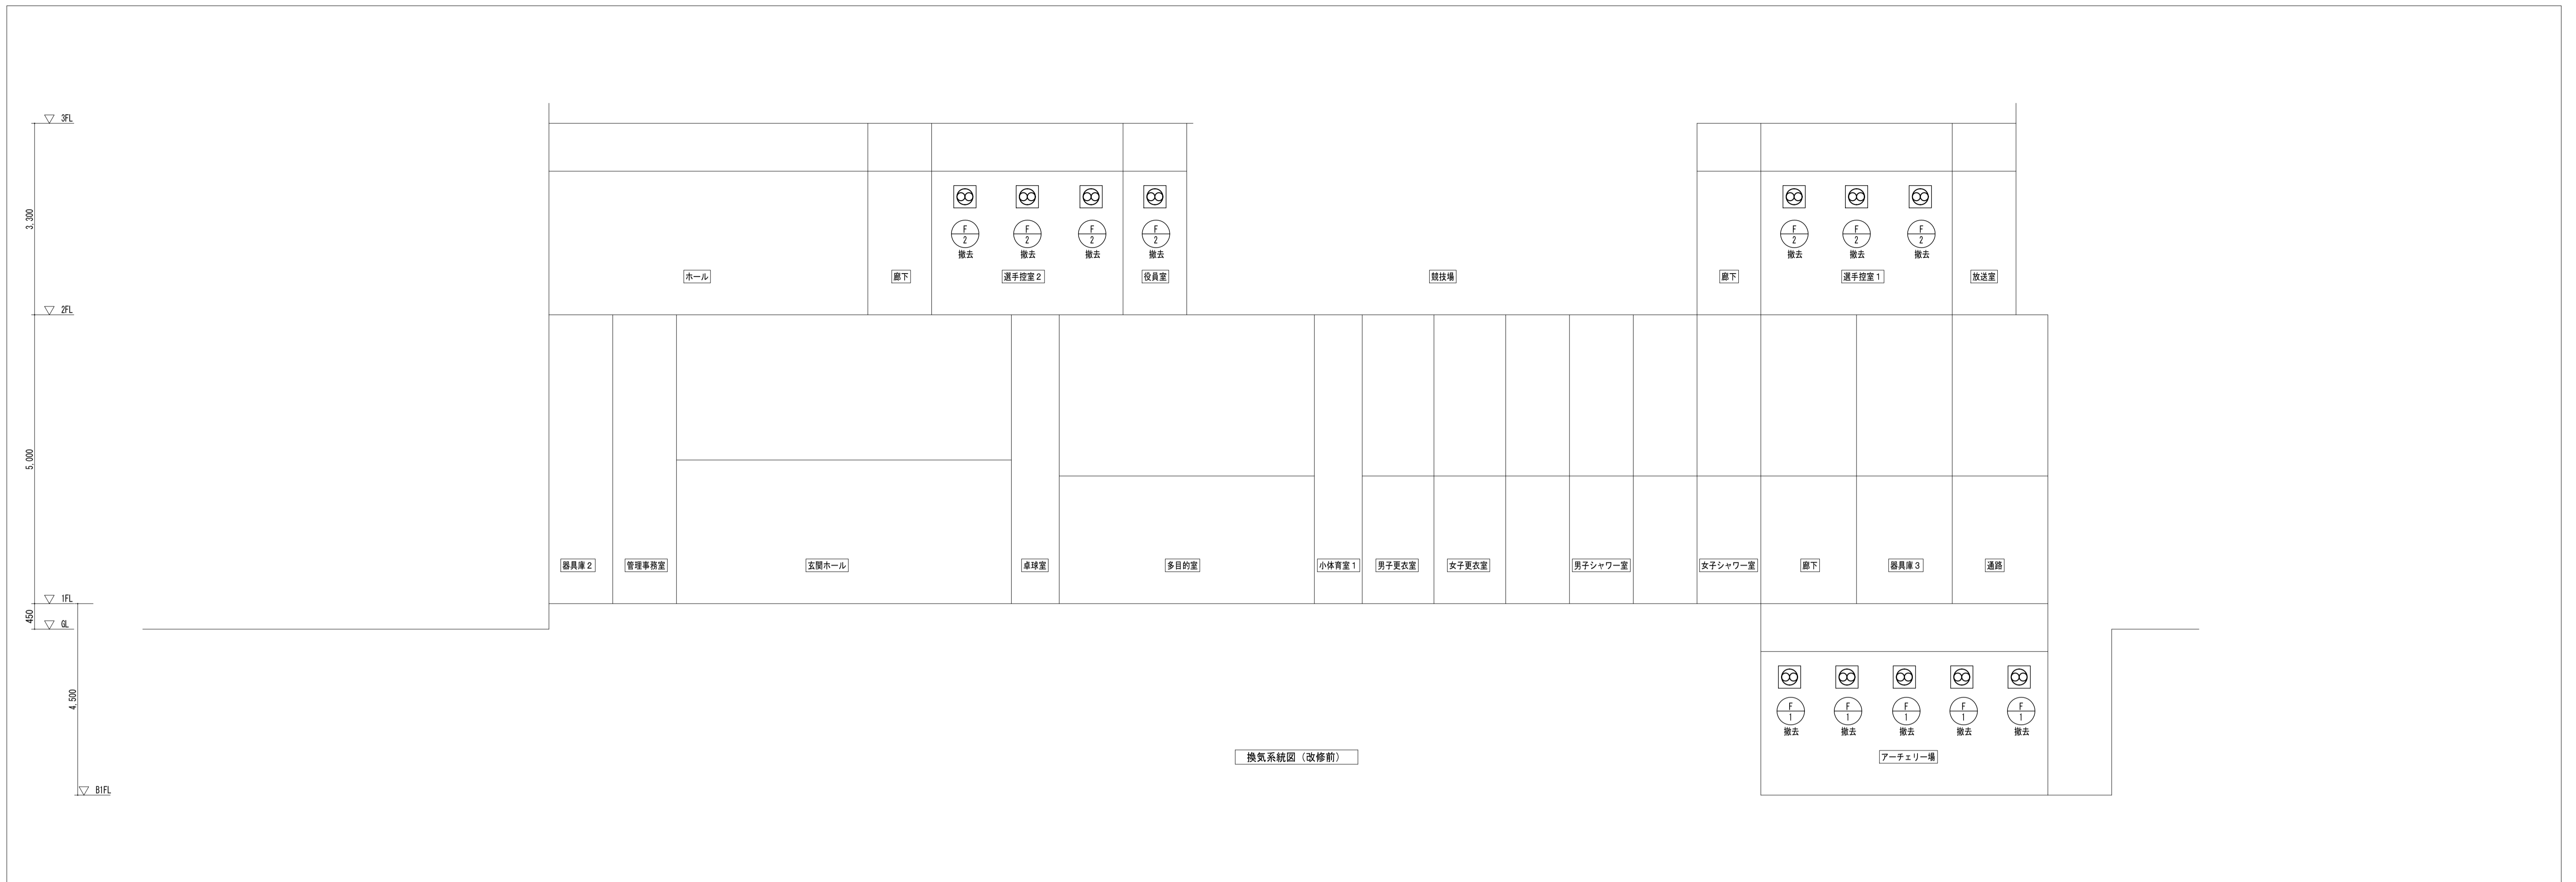 3FL
3,300
F F F F F F F
2 2 2 2 2 2 2
撤去 撤去 撤去 撤去 撤去 撤去 撤去
ホール 廊下 選手控室2 役員室 競技場 廊下 選手控室1 放送室
2FL
5,000
器具庫2 管理事務室 玄関ホール 卓球室 多目的室 小体育室1 男子更衣室 女子更衣室 男子シャワー室 女子シャワー室 廊下 器具庫3 通路
1FL
450
GL
4,500
F F F F F
1 1 1 1 1
撤去 撤去 撤去 撤去 撤去
換気系統図(改修前) アーチェリー場
B1FL